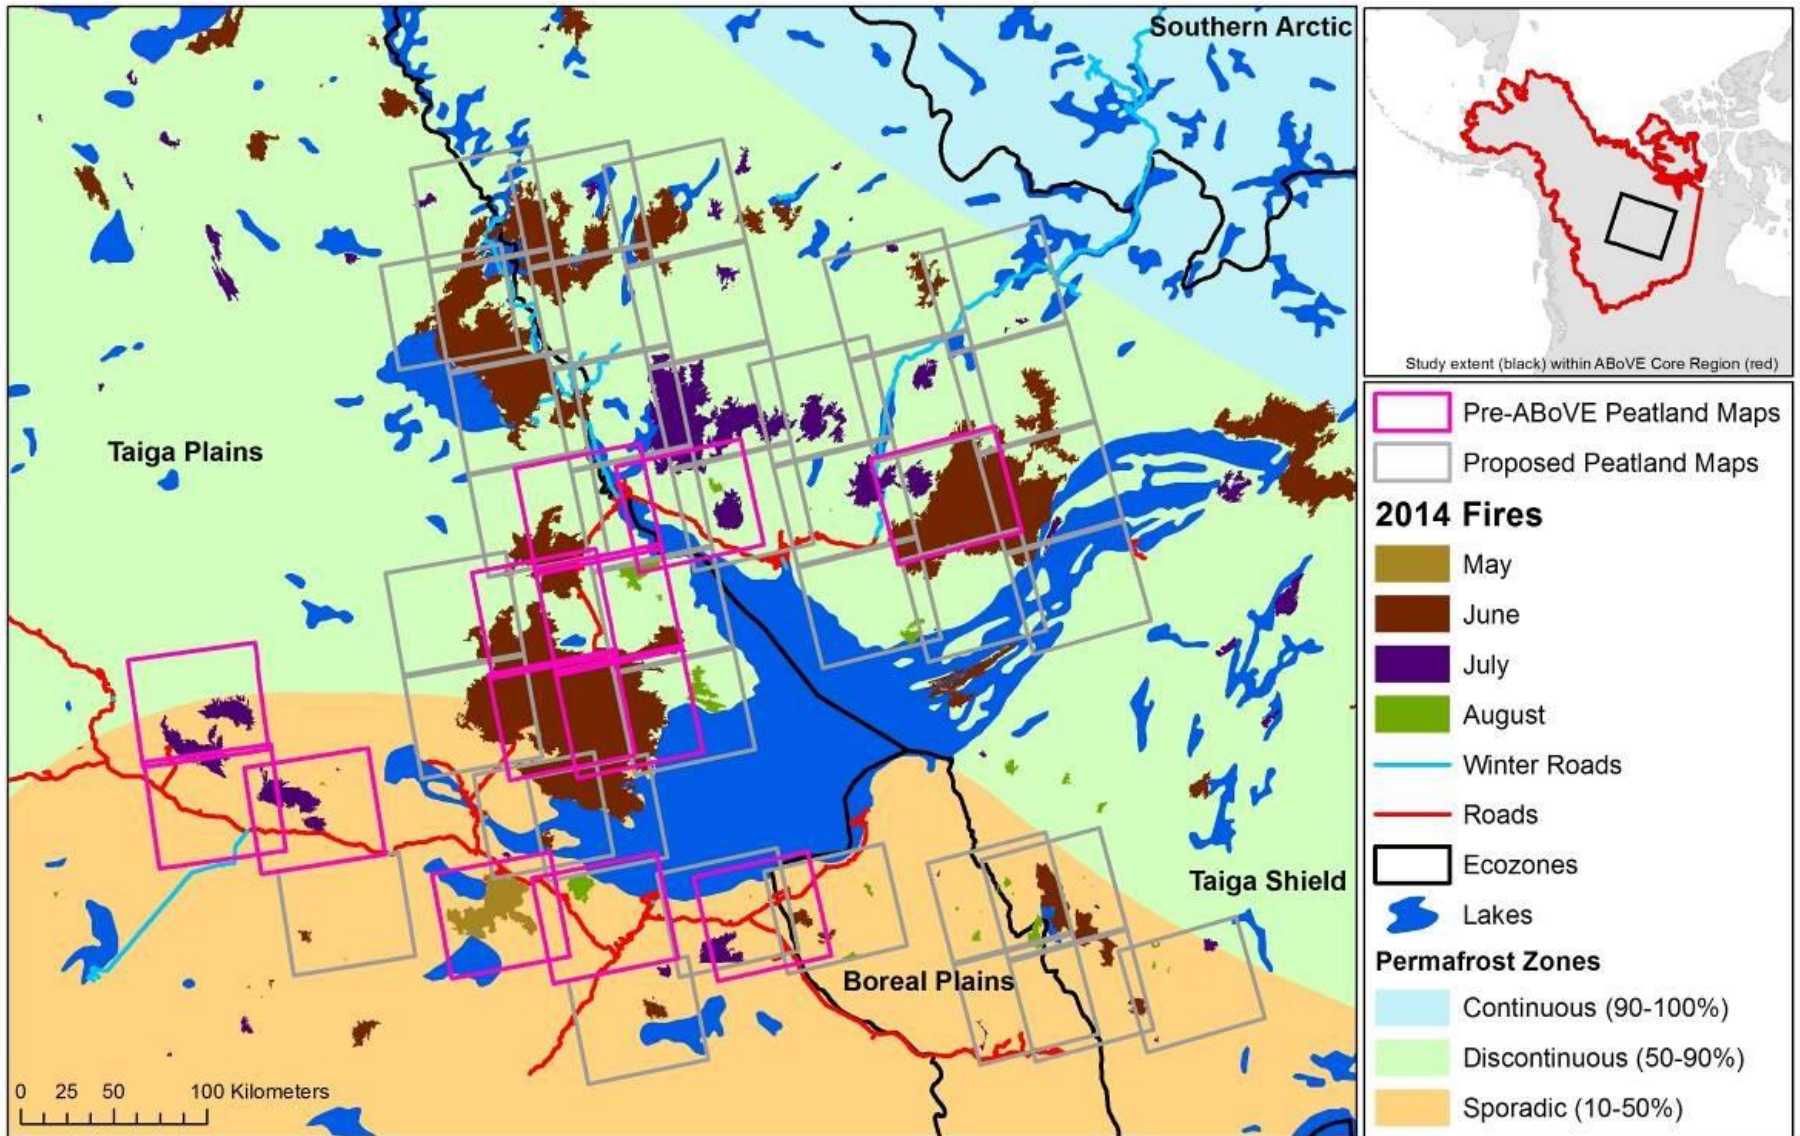 Southern Arctic
Taiga Plains
Taiga Shield
Boreal Plains
0 25 50 100 Kilometers
Study extent (black) within ABoVE Core Region (red)
Pre-ABoVE Peatland Maps
Proposed Peatland Maps
2014 Fires
May
June
July
August
Winter Roads
Roads
Ecozones
Lakes
Permafrost Zones
Continuous (90-100%)
Discontinuous (50-90%)
Sporadic (10-50%)